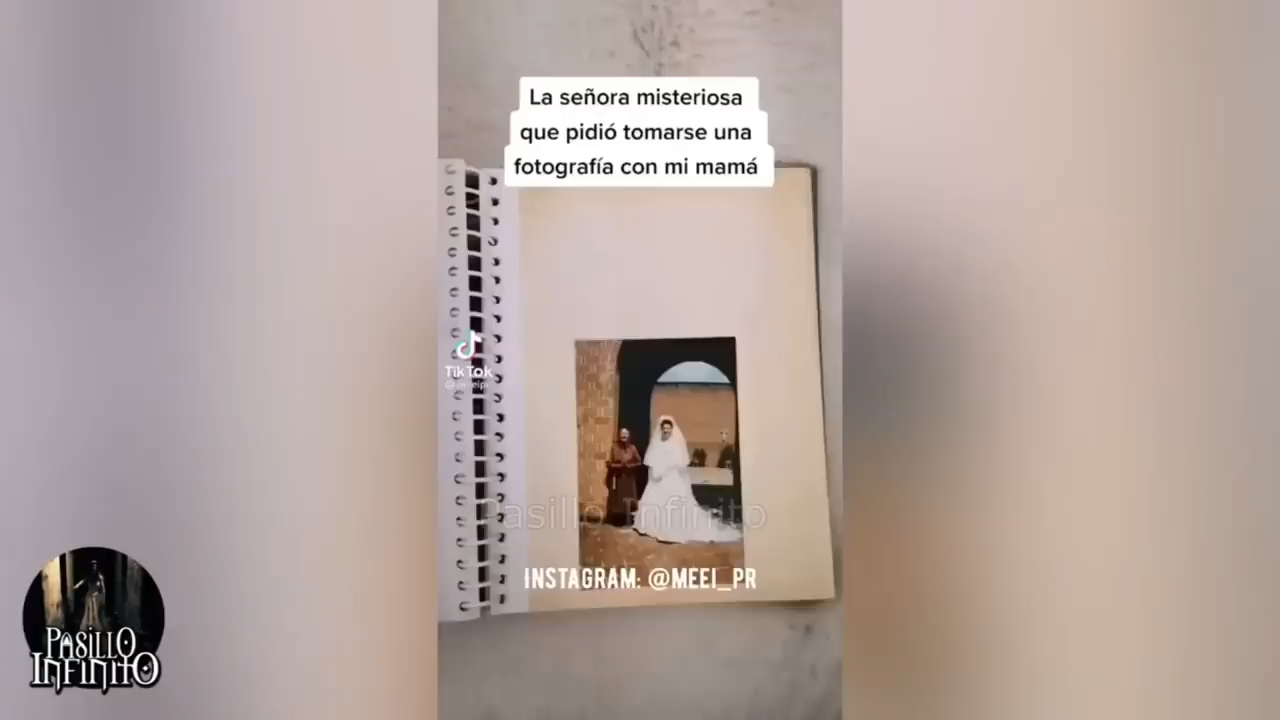 La señora misteriosa
que pidió tomarse una
fotografía con mi mamá
TikTok
Pasillo Infinito
INSTAGRAM: @MEEI_PR
PASILLO
INFINITO